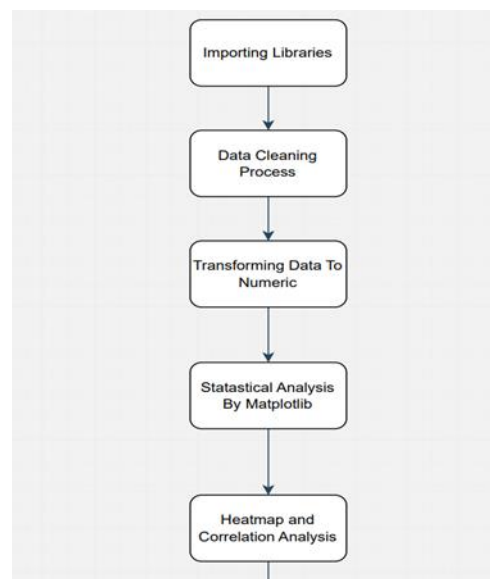 Importing Libraries
Data Cleaning
Process
Transforming Data To
Numeric
Statastical Analysis
By Matplotlib
Heatmap and
Correlation Analysis